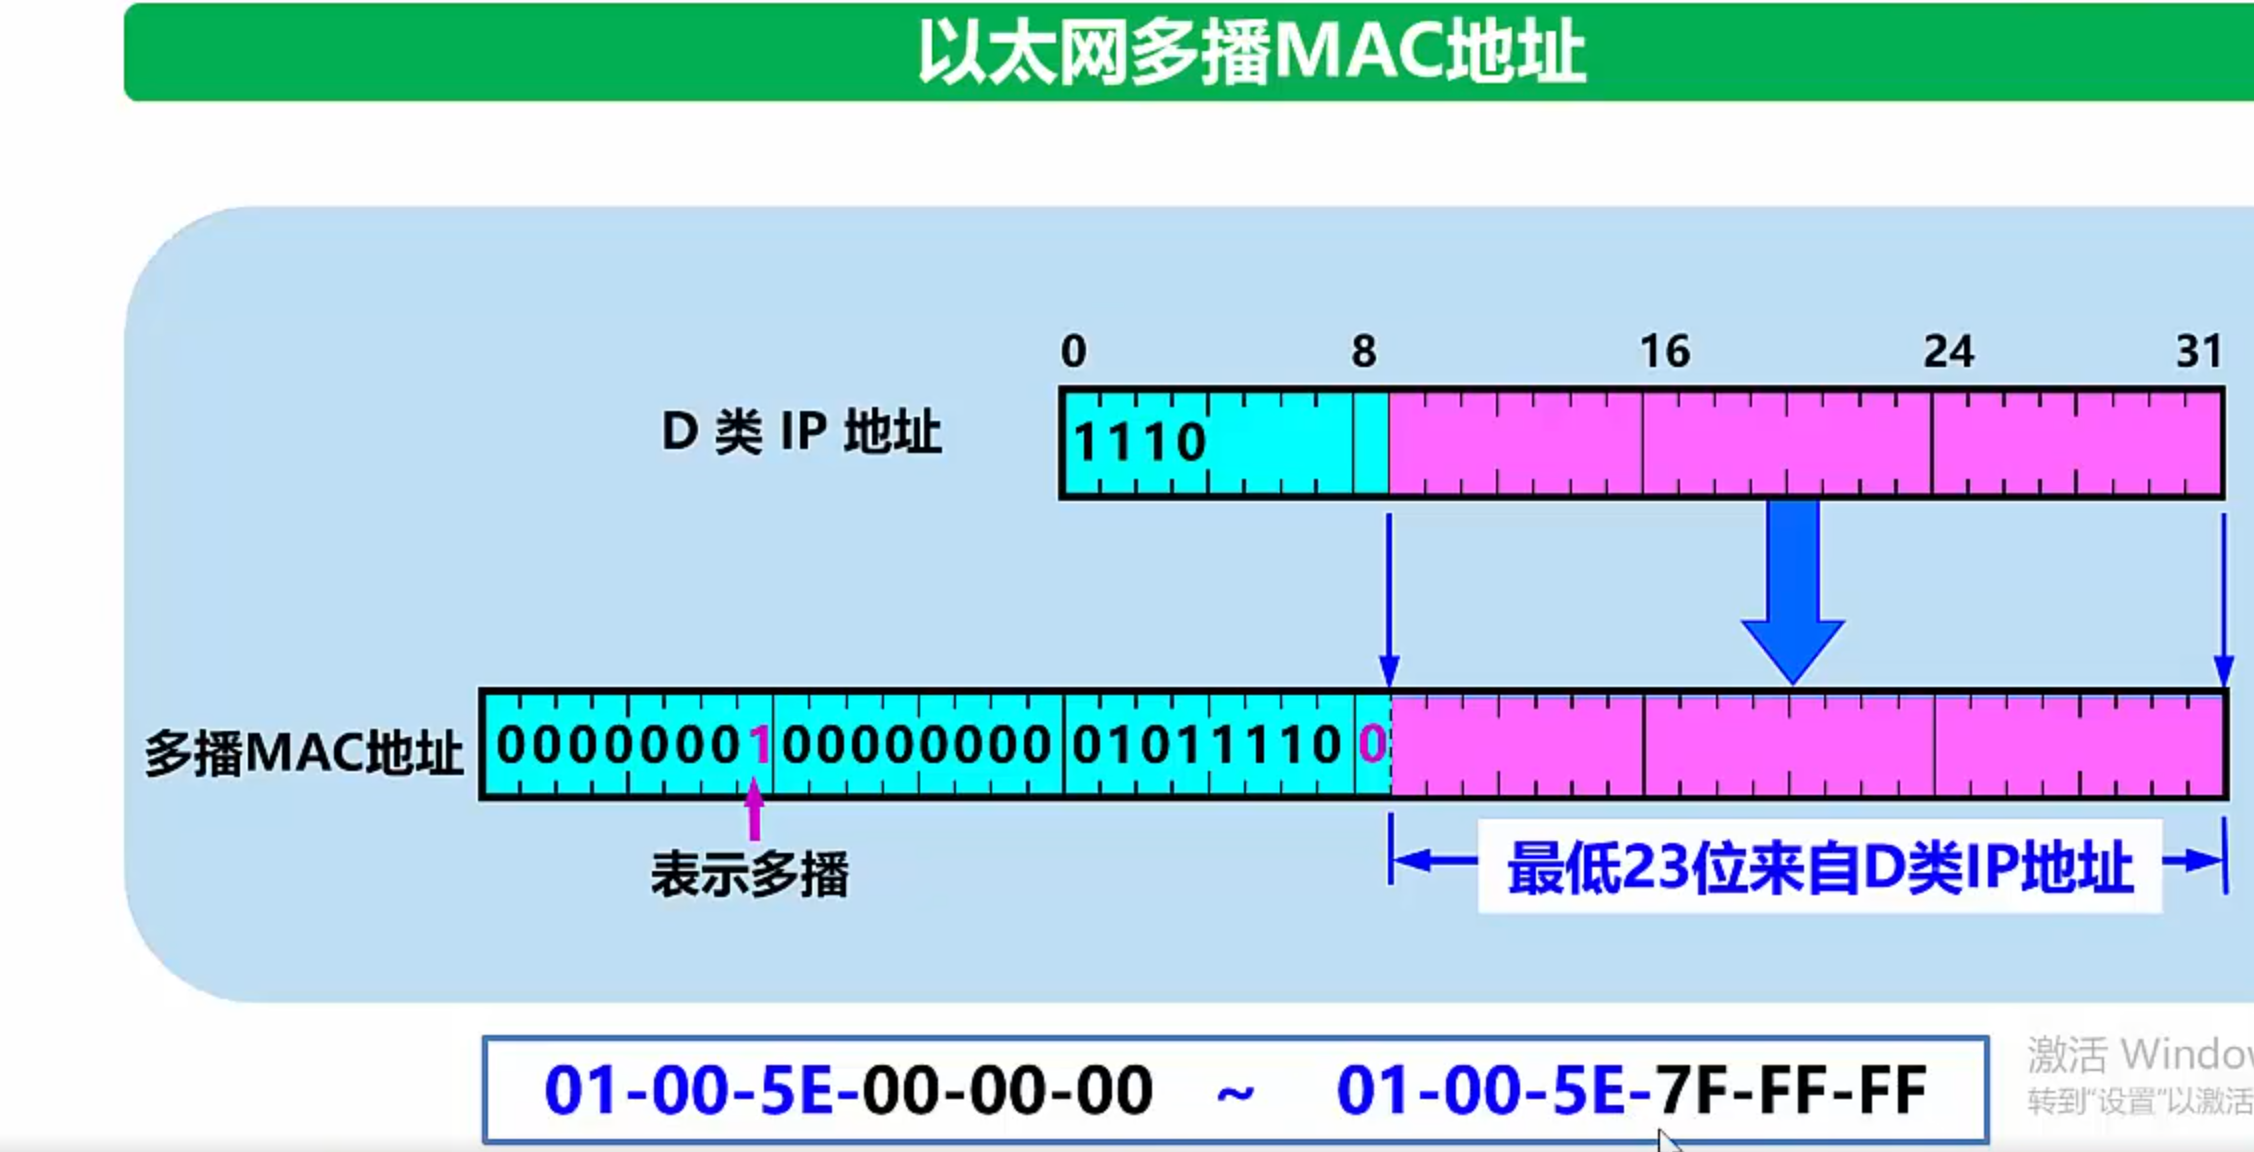 以太网多播MAC地址
0 8 16 24 31
D 类 IP 地址
1110
多播MAC地址
00000001 00000000 01011110 0
表示多播
最低23位来自D类IP地址
01-00-5E-00-00-00 ~ 01-00-5E-7F-FF-FF
激活 Window
转到"设置"以激活